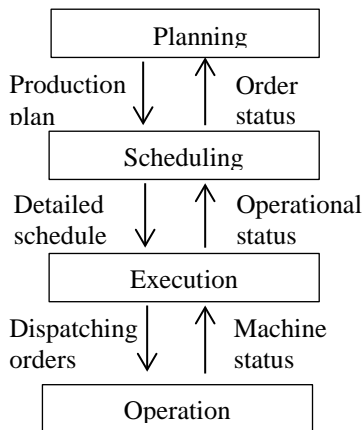 Planning
Production
plan
Order
status
Scheduling
Detailed
schedule
Operational
status
Execution
Dispatching
orders
Machine
status
Operation